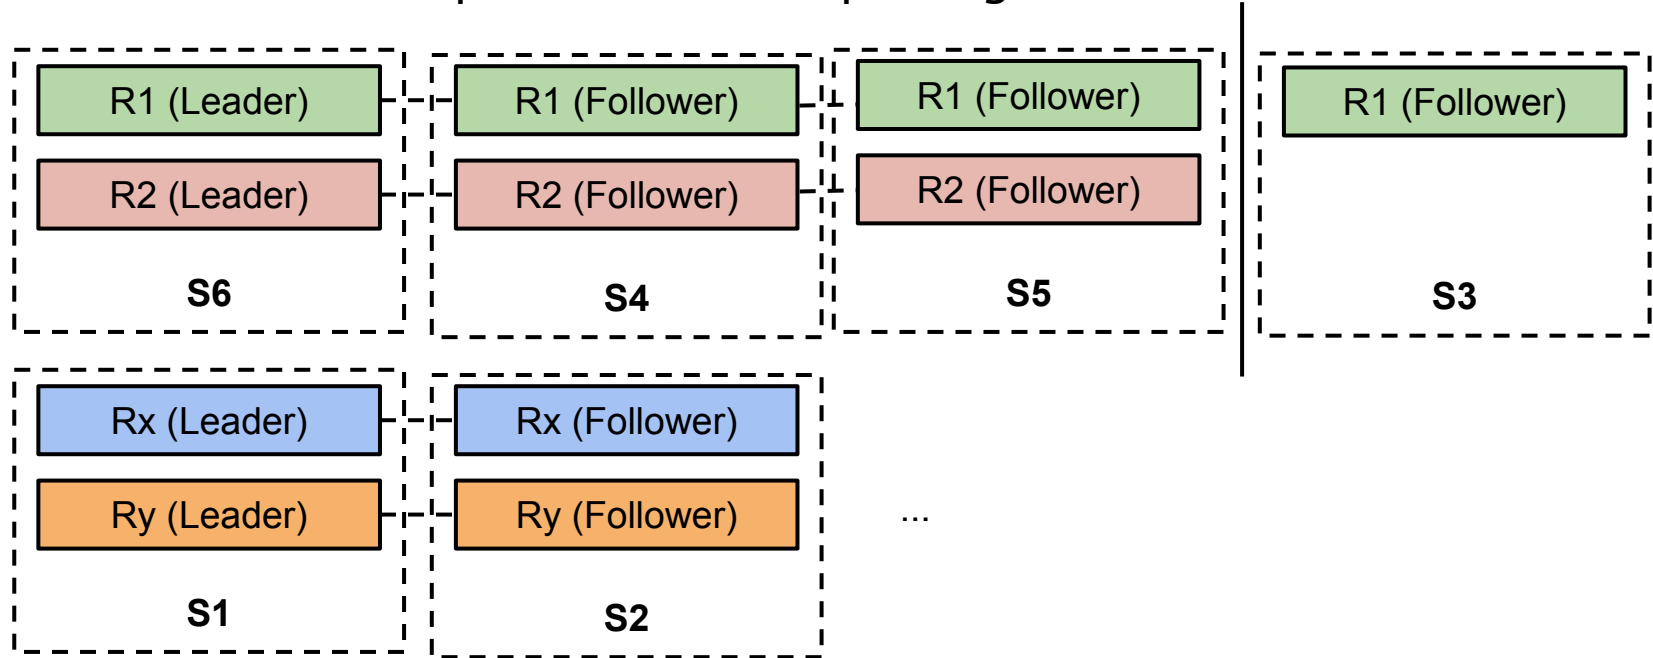 R1 (Leader) R1 (Follower) R1 (Follower) R1 (Follower)
R2 (Leader) R2 (Follower) R2 (Follower)
S6 S4 S5 S3
Rx (Leader) Rx (Follower)
Ry (Leader) Ry (Follower) ...
S1 S2